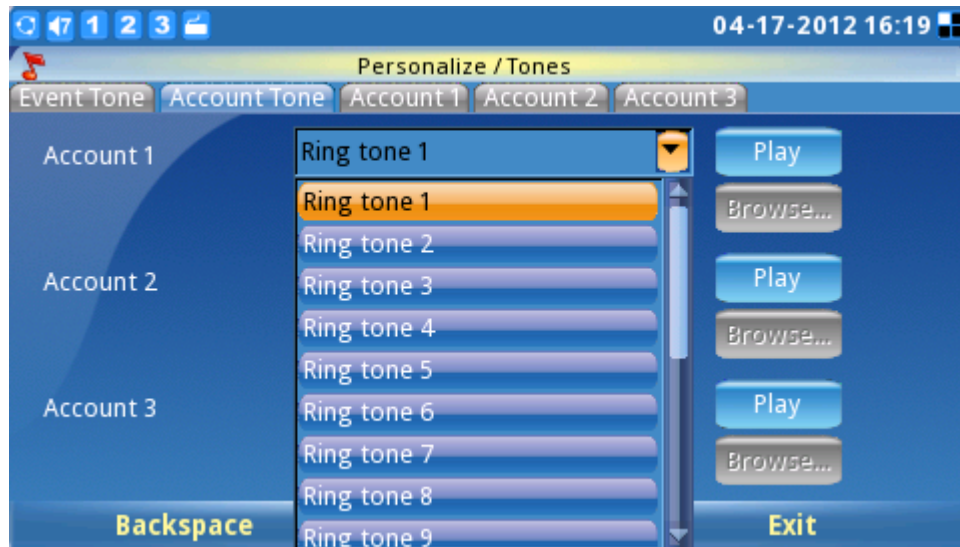 7 1 2 3 04-17-2012 16:19
Personalize / Tones
Event Tone Account Tone Account 1 Account 2 Account 3
Account 1 Ring tone 1 Play
Ring tone 1 Browse...
Ring tone 2
Account 2 Ring tone 3 Play
Ring tone 4 Browse...
Ring tone 5
Account 3 Ring tone 6 Play
Ring tone 7 Browse...
Ring tone 8
Backspace Ring tone 9 Exit